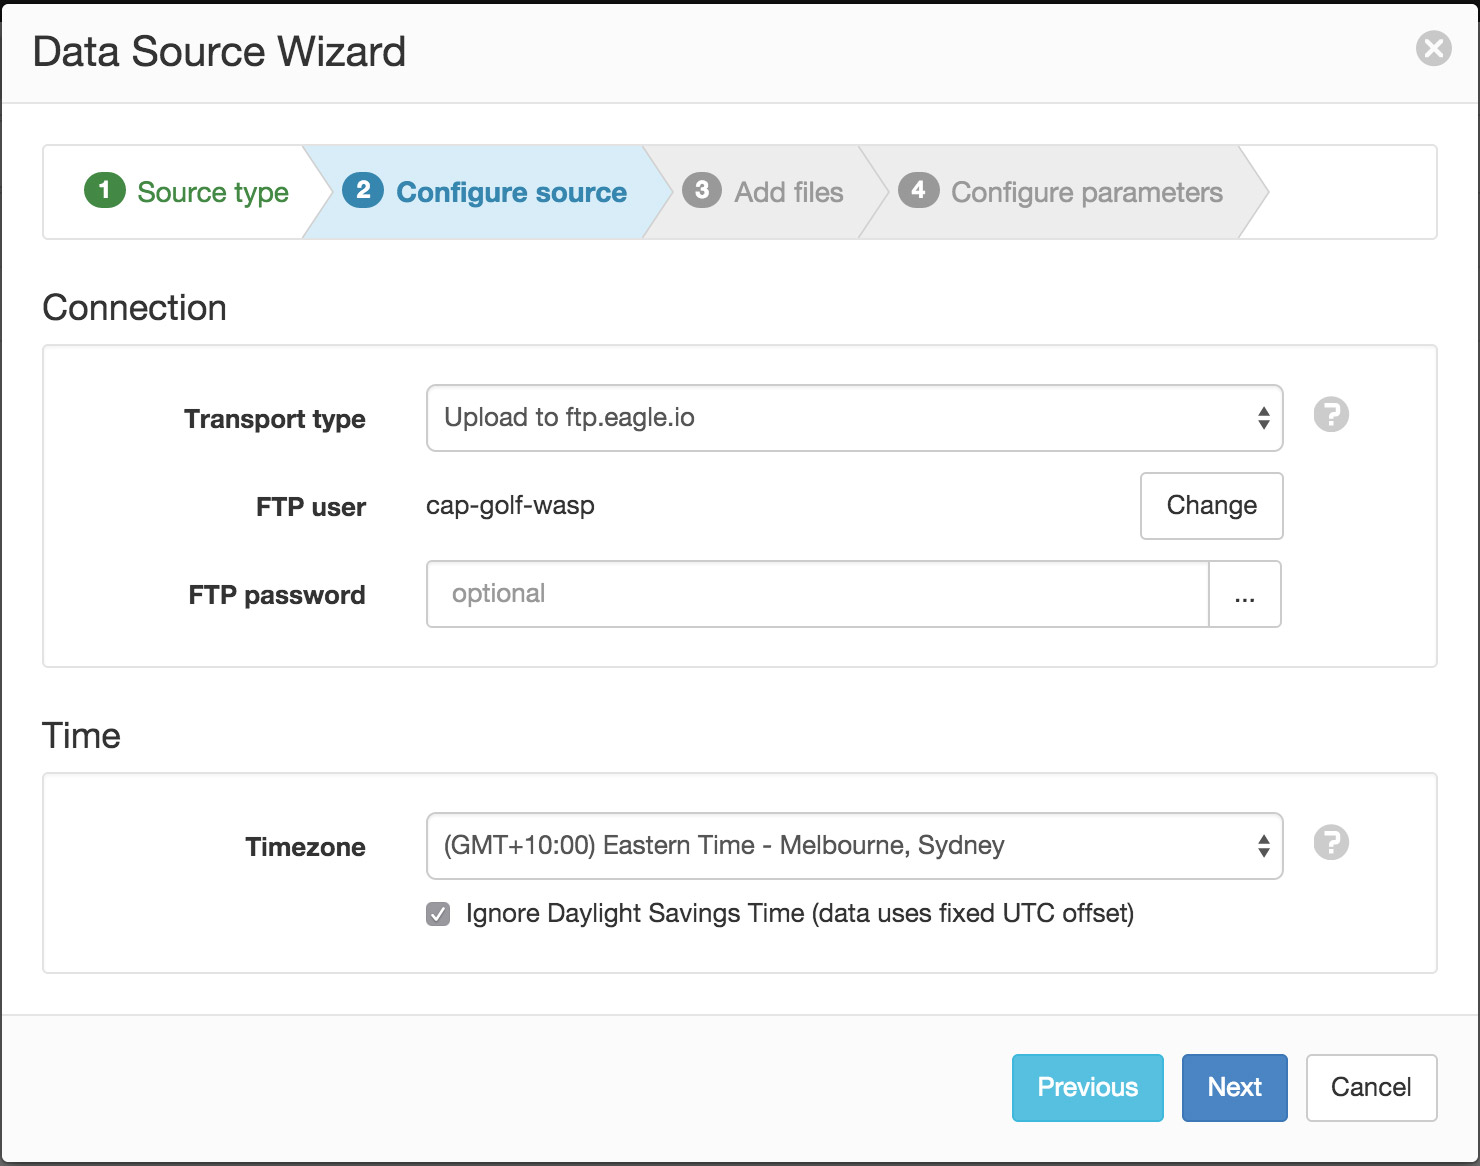 Data Source Wizard
1 Source type 2 Configure source 3 Add files 4 Configure parameters
Connection
Transport type Upload to ftp.eagle.io ?
FTP user cap-golf-wasp Change
FTP password optional ...
Time
Timezone (GMT+10:00) Eastern Time - Melbourne, Sydney ?
Ignore Daylight Savings Time (data uses fixed UTC offset)
Previous Next Cancel